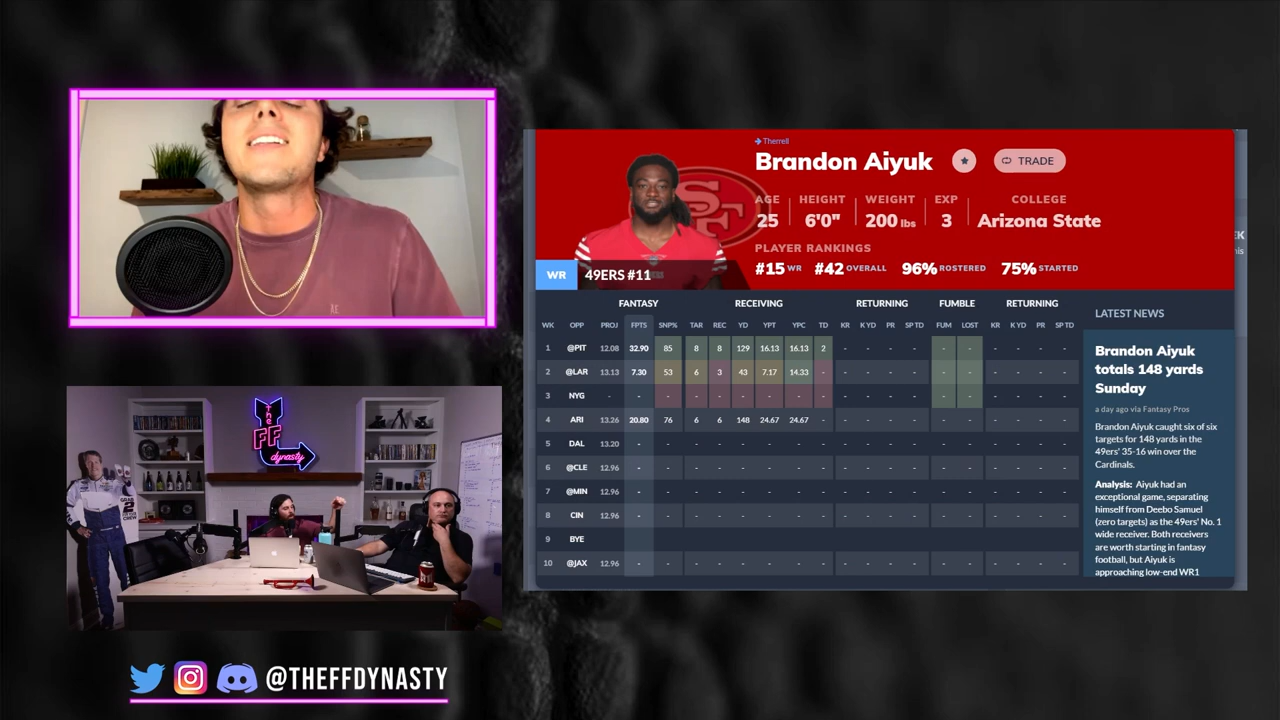 Therrell
Brandon Aiyuk
TRADE
AGE HEIGHT WEIGHT EXP COLLEGE
25 6'0" 200 lbs 3 Arizona State
PLAYER RANKINGS
#15 WR #42 OVERALL 96% ROSTERED 75% STARTED
WR 49ERS #11
SF
FANTASY RECEIVING RETURNING FUMBLE RETURNING
WK OPP PROJ FPTS SNP% TAR REC YD YPT YPC TD KR K YD PR SP TD FUM LOST KR K YD PR SP TD
1 @PIT 12.08 32.90 85 8 8 129 16.13 16.13 2 - - - - - - - - - -
2 @LAR 13.13 7.30 53 6 3 43 7.17 14.33 - - - - - - - - - - -
3 NYG - - - - - - - - - - - - - - - - - - -
4 ARI 13.26 20.80 76 6 6 148 24.67 24.67 - - - - - - - - - - -
5 DAL 13.20 - - - - - - - - - - - - - - - - - -
6 @CLE 12.96 - - - - - - - - - - - - - - - - - -
7 @MIN 12.96 - - - - - - - - - - - - - - - - - -
8 CIN 12.96 - - - - - - - - - - - - - - - - - -
9 BYE
10 @JAX 12.96 - - - - - - - - - - - - - - - - - -
LATEST NEWS
Brandon Aiyuk
totals 148 yards
Sunday
a day ago via Fantasy Pros
Brandon Aiyuk caught six of six
targets for 148 yards in the
49ers' 35-16 win over the
Cardinals.
Analysis: Aiyuk had an
exceptional game, separating
himself from Deebo Samuel
(zero targets) as the 49ers' No. 1
wide receiver. Both receivers
are worth starting in fantasy
football, but Aiyuk is
approaching low-end WR1
The
FF
dynasty
@THEFFDYNASTY